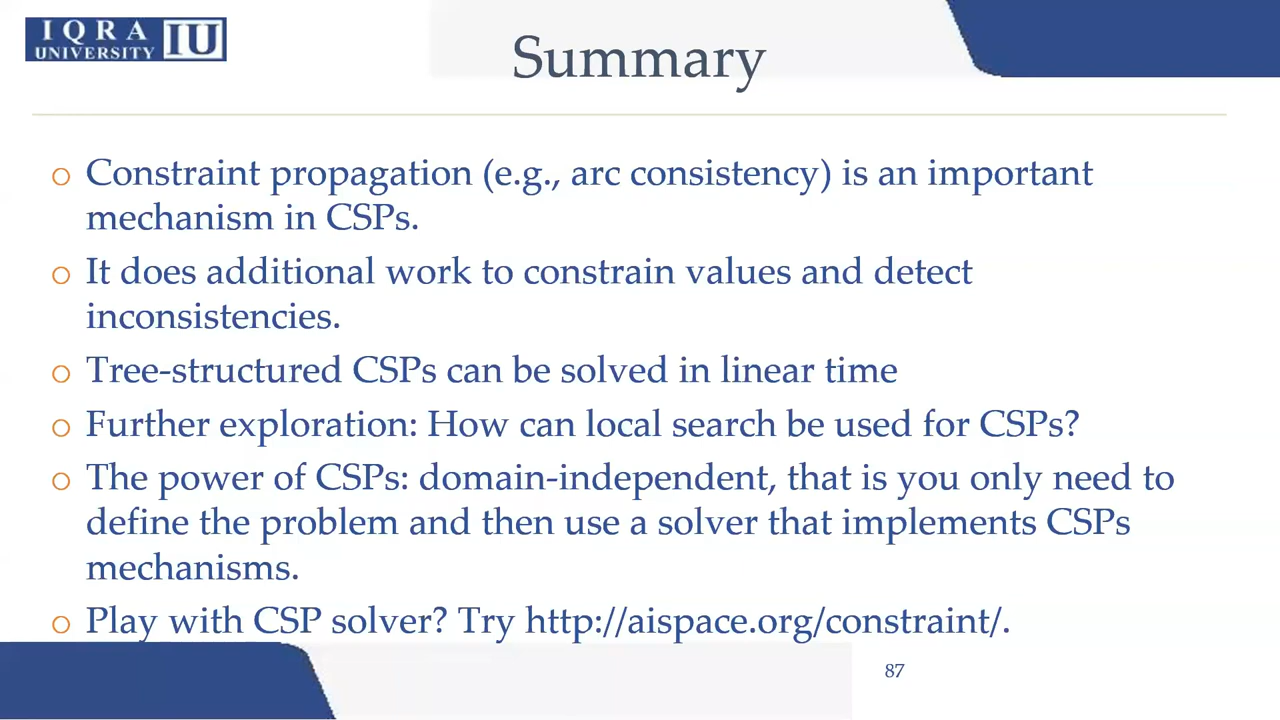 IQRA
UNIVERSITY IU
Summary
o Constraint propagation (e.g., arc consistency) is an important
mechanism in CSPs.
o It does additional work to constrain values and detect
inconsistencies.
o Tree-structured CSPs can be solved in linear time
o Further exploration: How can local search be used for CSPs?
o The power of CSPs: domain-independent, that is you only need to
define the problem and then use a solver that implements CSPs
mechanisms.
o Play with CSP solver? Try http://aispace.org/constraint/.
87